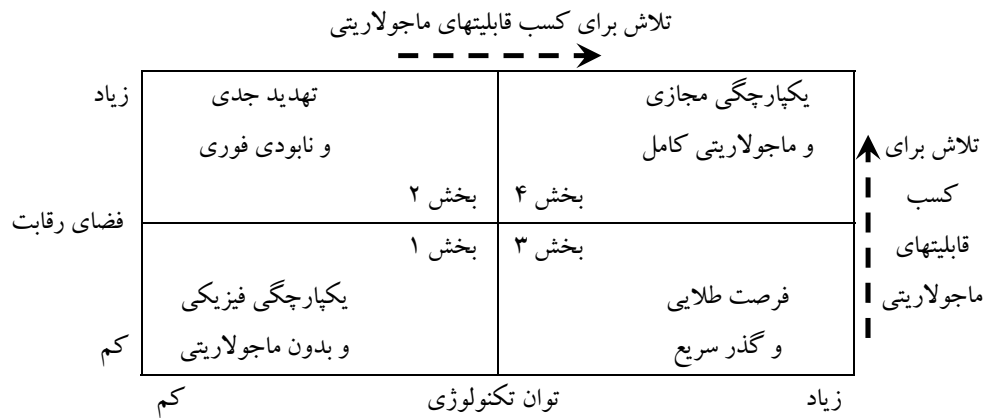 تلاش برای کسب قابلیتهای ماجولاریتی
زیاد
تهدید جدی
و نابودی فوری
بخش ۲
یکپارچگی مجازی
و ماجولاریتی کامل
بخش ۴
تلاش برای
کسب
قابلیتهای
ماجولاریتی
فضای رقابت
بخش ۱
یکپارچگی فیزیکی
و بدون ماجولاریتی
بخش ۳
فرصت طلایی
و گذر سریع
کم
کم
توان تکنولوژی
زیاد